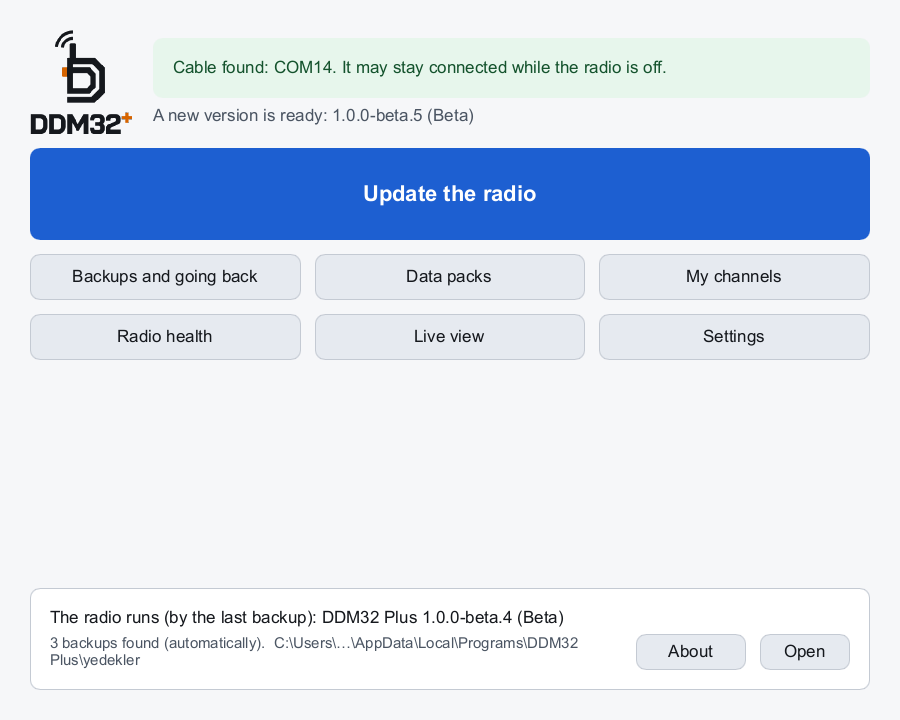 DDM32+
Cable found: COM14. It may stay connected while the radio is off.
A new version is ready: 1.0.0-beta.5 (Beta)
Update the radio
Backups and going back
Data packs
My channels
Radio health
Live view
Settings
The radio runs (by the last backup): DDM32 Plus 1.0.0-beta.4 (Beta)
3 backups found (automatically).  C:\Users\…\AppData\Local\Programs\DDM32
Plus\yedekler
About
Open